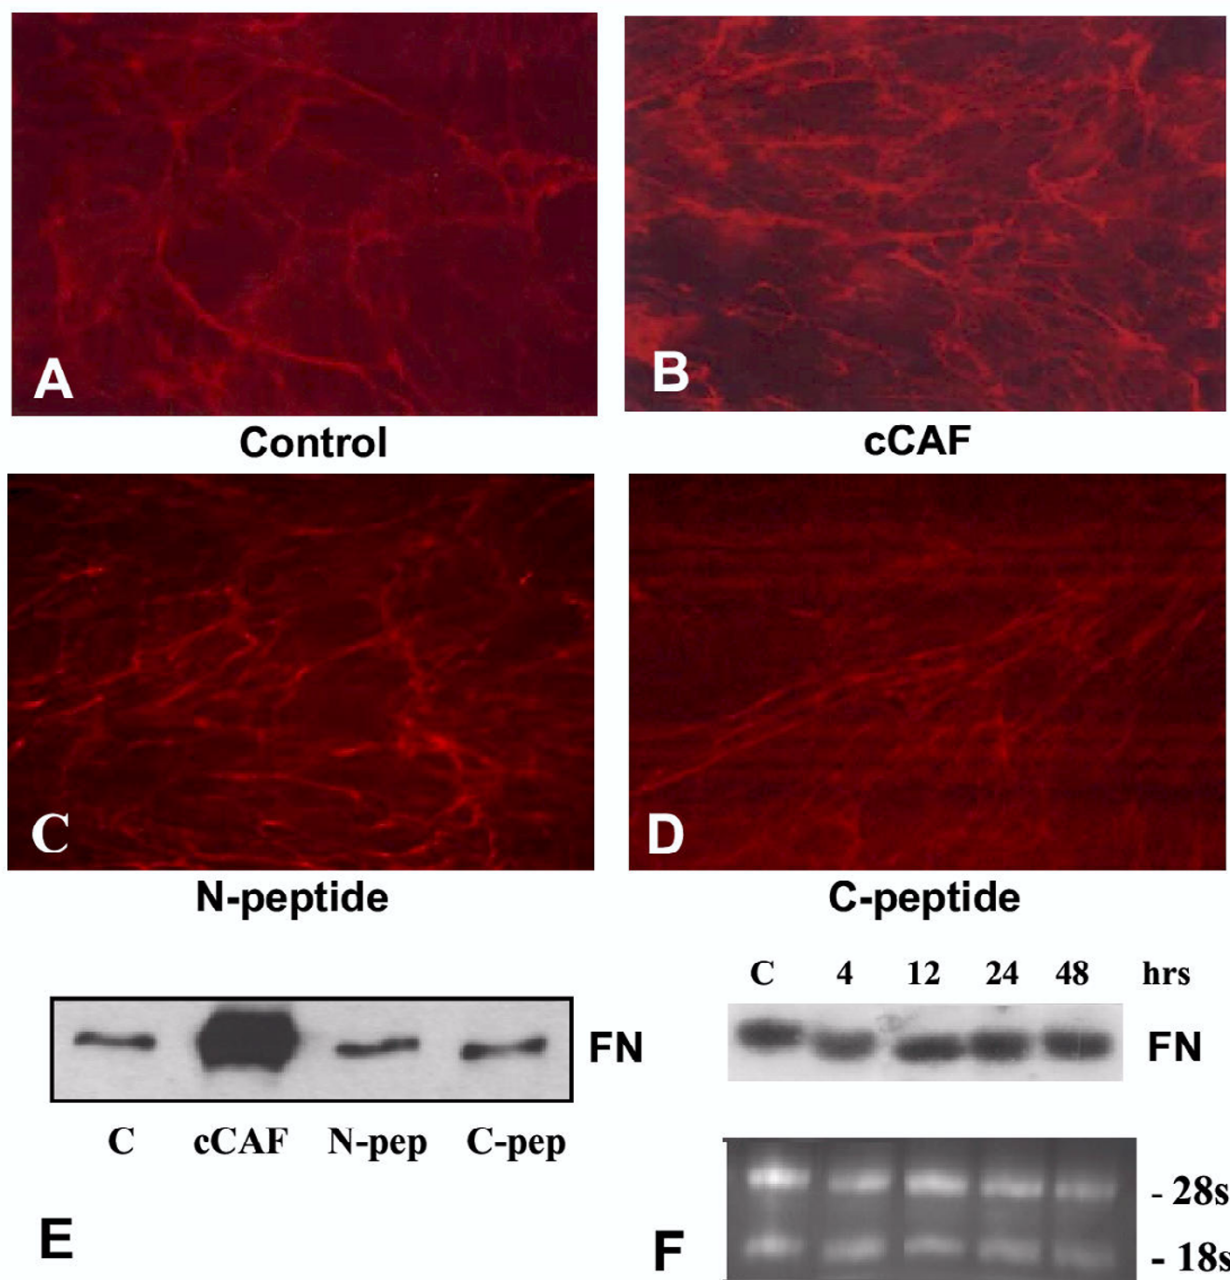 A
B
Control
cCAF
C
D
N-peptide
C-peptide
C 4 12 24 48 hrs
FN
FN
C cCAF N-pep C-pep
- 28s
E
F
- 18s